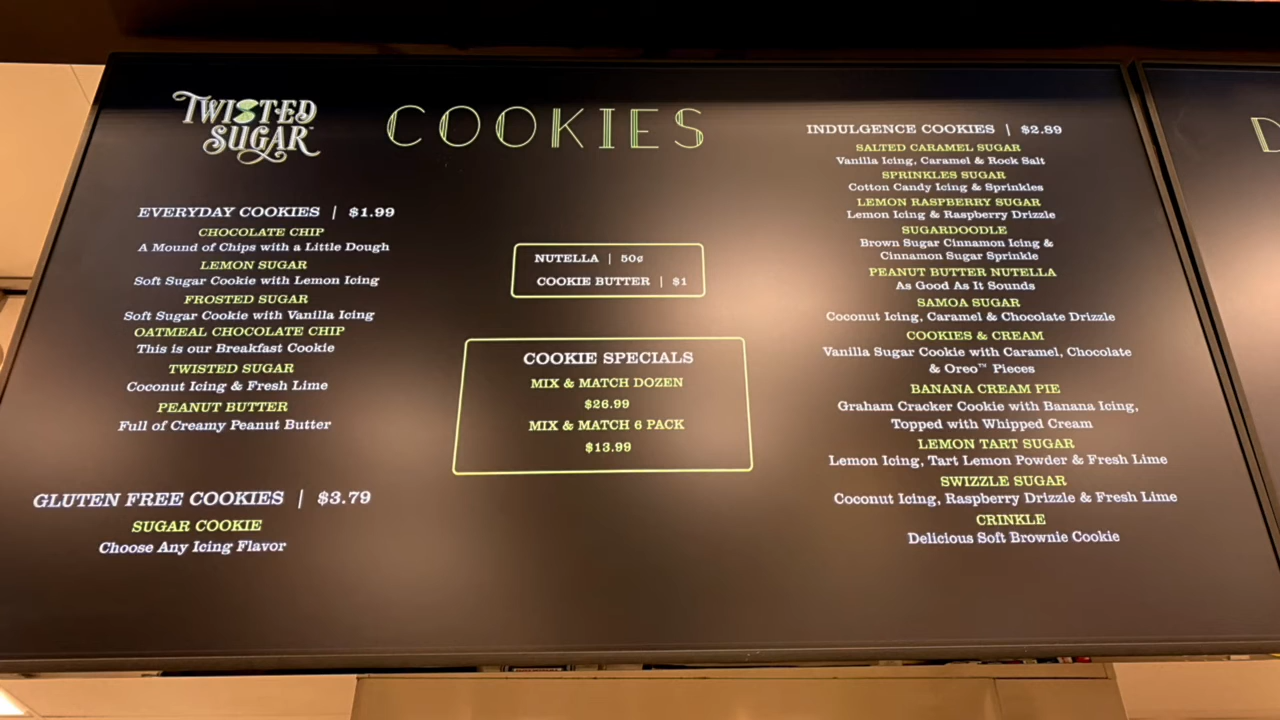 TWISTED
SUGAR™
COOKIES
EVERYDAY COOKIES | $1.99
CHOCOLATE CHIP
A Mound of Chips with a Little Dough
LEMON SUGAR
Soft Sugar Cookie with Lemon Icing
FROSTED SUGAR
Soft Sugar Cookie with Vanilla Icing
OATMEAL CHOCOLATE CHIP
This is our Breakfast Cookie
TWISTED SUGAR
Coconut Icing & Fresh Lime
PEANUT BUTTER
Full of Creamy Peanut Butter
GLUTEN FREE COOKIES | $3.79
SUGAR COOKIE
Choose Any Icing Flavor
NUTELLA | 50¢
COOKIE BUTTER | $1
COOKIE SPECIALS
MIX & MATCH DOZEN
$26.99
MIX & MATCH 6 PACK
$13.99
INDULGENCE COOKIES | $2.89
SALTED CARAMEL SUGAR
Vanilla Icing, Caramel & Rock Salt
SPRINKLES SUGAR
Cotton Candy Icing & Sprinkles
LEMON RASPBERRY SUGAR
Lemon Icing & Raspberry Drizzle
SUGARDOODLE
Brown Sugar Cinnamon Icing &
Cinnamon Sugar Sprinkle
PEANUT BUTTER NUTELLA
As Good As It Sounds
SAMOA SUGAR
Coconut Icing, Caramel & Chocolate Drizzle
COOKIES & CREAM
Vanilla Sugar Cookie with Caramel, Chocolate
& Oreo™ Pieces
BANANA CREAM PIE
Graham Cracker Cookie with Banana Icing,
Topped with Whipped Cream
LEMON TART SUGAR
Lemon Icing, Tart Lemon Powder & Fresh Lime
SWIZZLE SUGAR
Coconut Icing, Raspberry Drizzle & Fresh Lime
CRINKLE
Delicious Soft Brownie Cookie